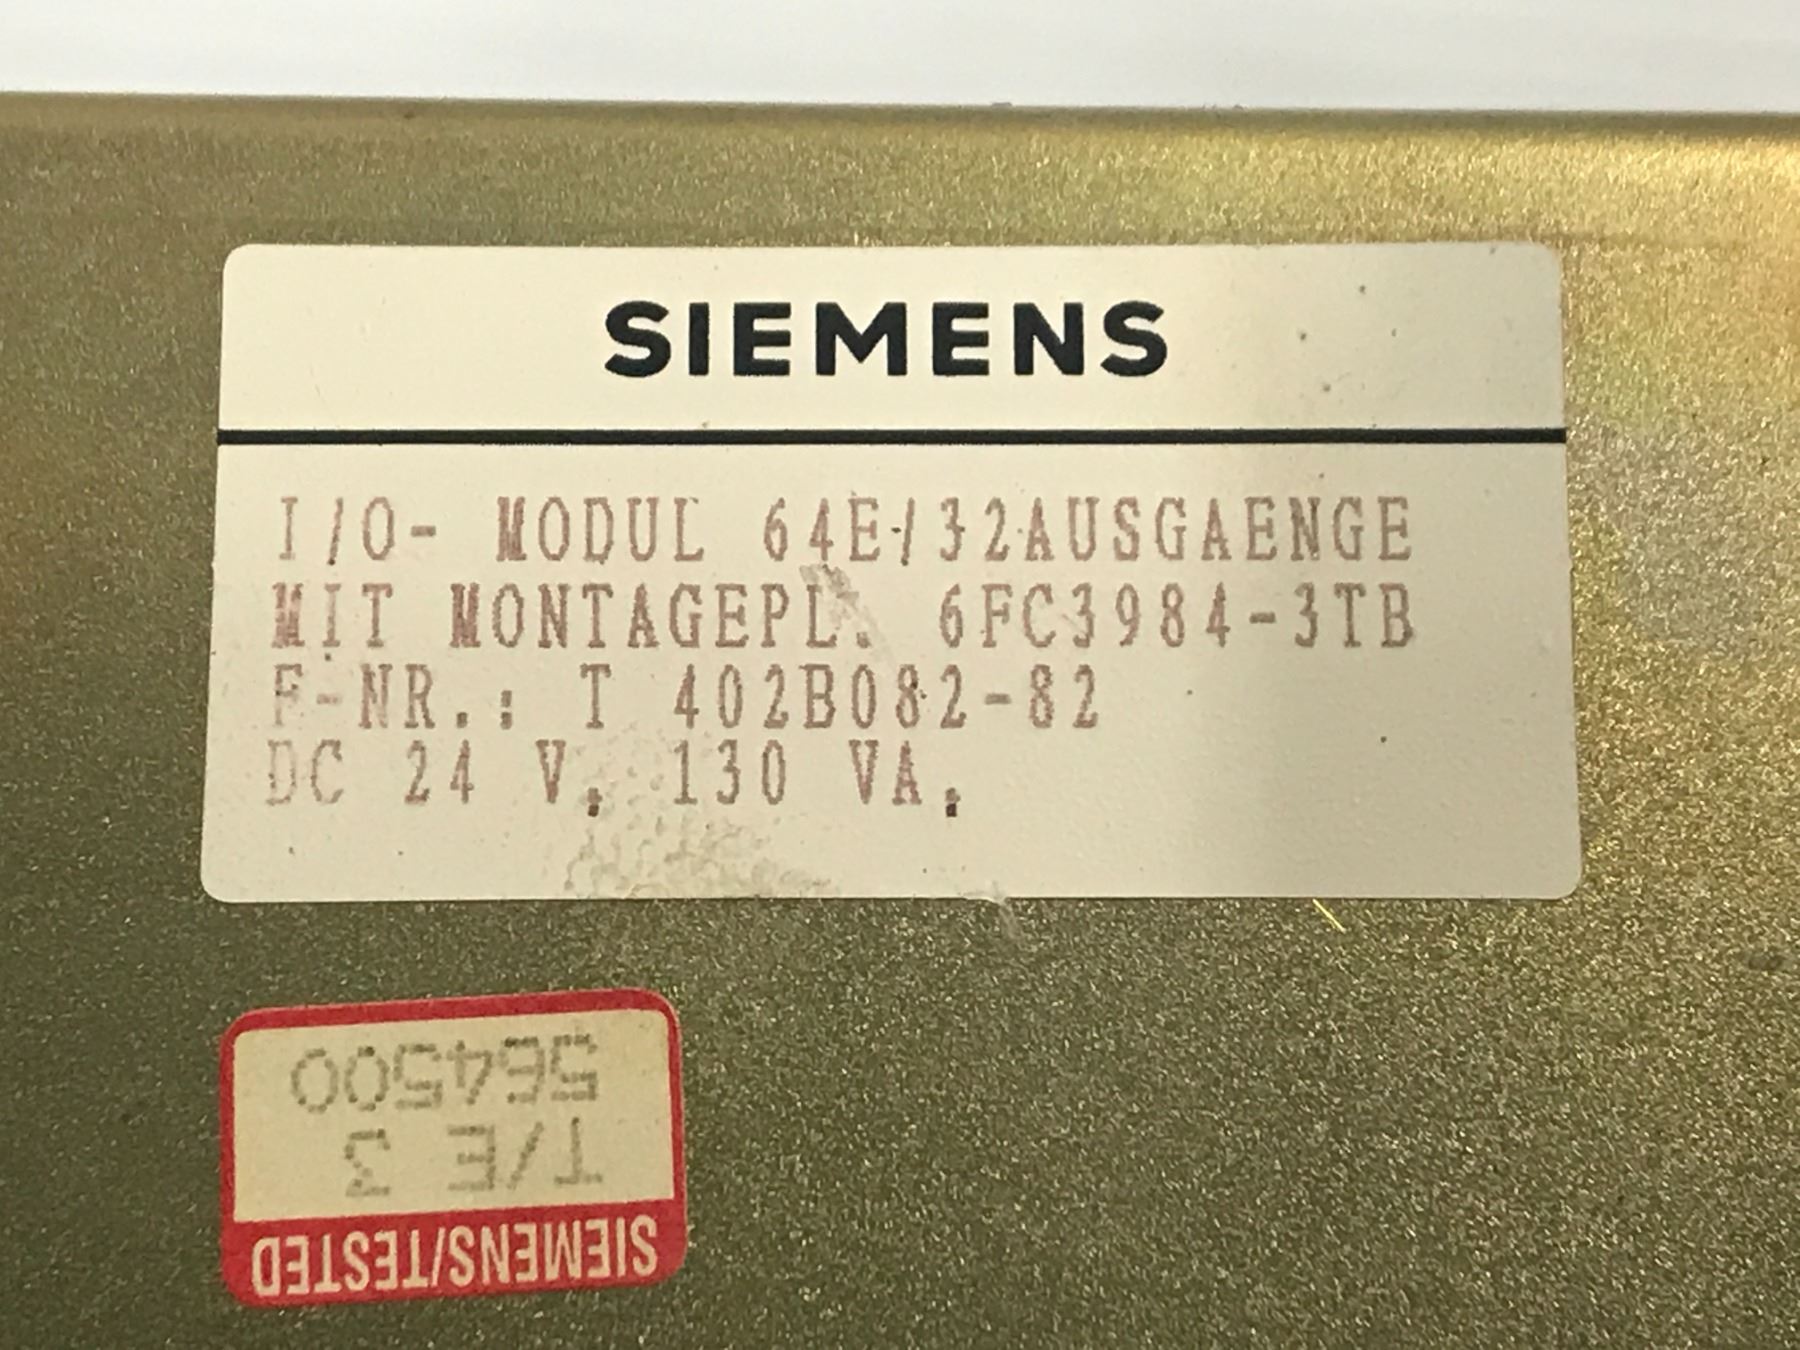 SIEMENS
I/O- MODUL 64E/32AUSGAENGE
MIT MONTAGEPL. 6FC3984-3TB
F-NR.: T 402B082-82
DC 24 V, 130 VA,
SIEMENS/TESTED
T/E 3
564500